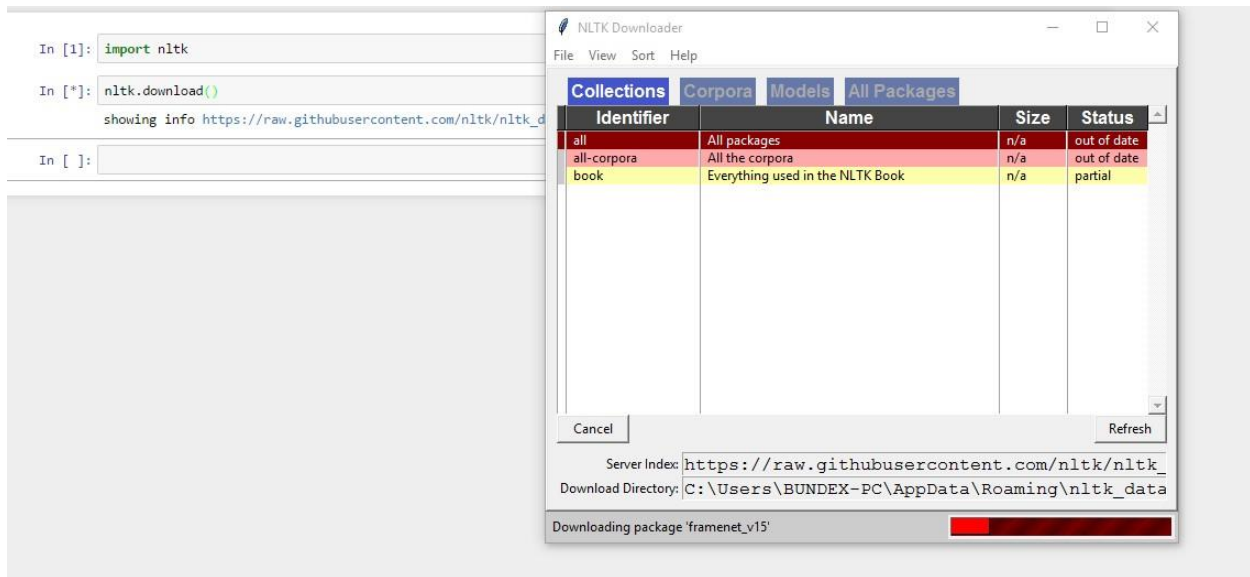 In [1]: import nltk
In [*]: nltk.download()
showing info https://raw.githubusercontent.com/nltk/nltk_d
In [ ]:
NLTK Downloader
File View Sort Help
Collections Corpora Models All Packages
Identifier Name Size Status
all All packages n/a out of date
all-corpora All the corpora n/a out of date
book Everything used in the NLTK Book n/a partial
Cancel Refresh
Server Index: https://raw.githubusercontent.com/nltk/nltk_
Download Directory: C:\Users\BUNDEX-PC\AppData\Roaming\nltk_data
Downloading package 'framenet_v15'